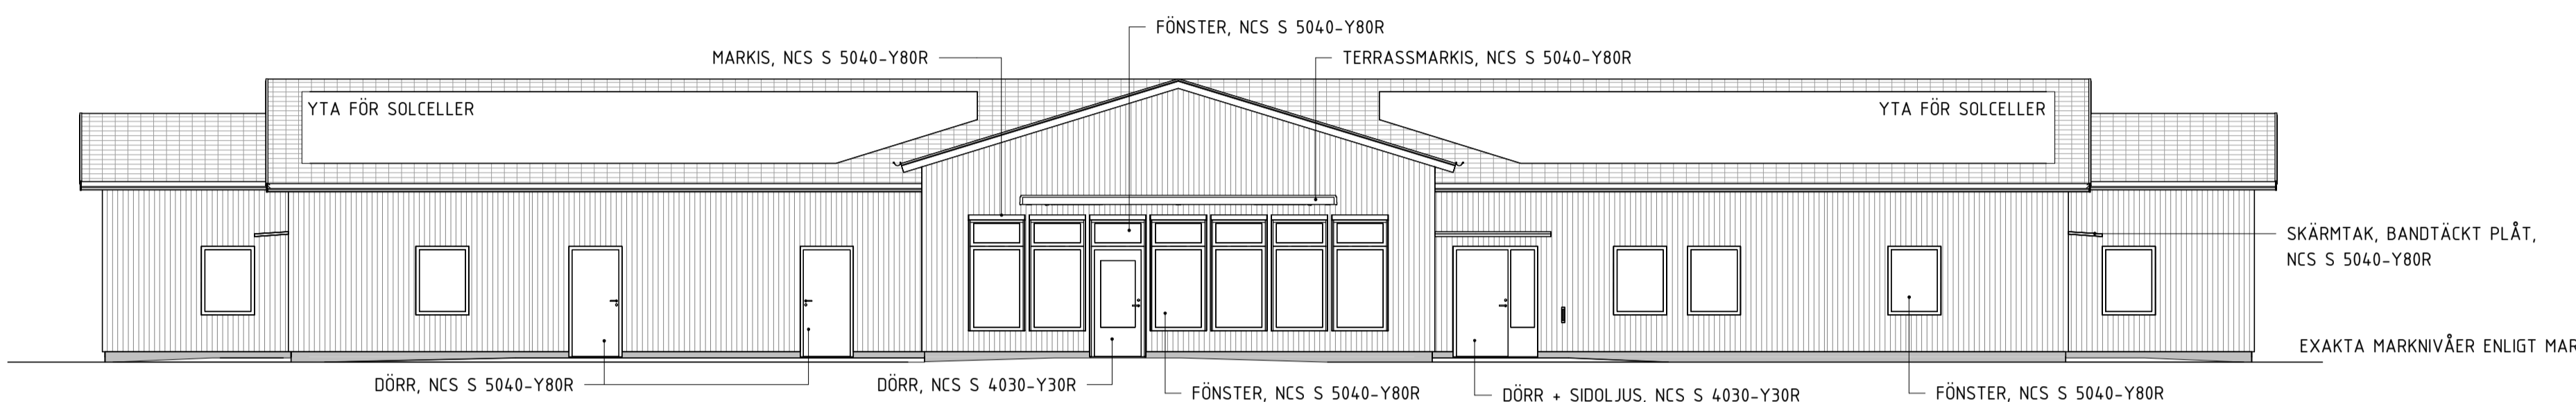 FÖNSTER, NCS S 5040-Y80R
MARKIS, NCS S 5040-Y80R
TERRASSMARKIS, NCS S 5040-Y80R
YTA FÖR SOLCELLER
YTA FÖR SOLCELLER
SKÄRMTAK, BANDTÄCKT PLÅT,
NCS S 5040-Y80R
EXAKTA MARKNIVÅER ENLIGT MAR
DÖRR, NCS S 5040-Y80R
DÖRR, NCS S 4030-Y30R
FÖNSTER, NCS S 5040-Y80R
DÖRR + SIDOLJUS, NCS S 4030-Y30R
FÖNSTER, NCS S 5040-Y80R